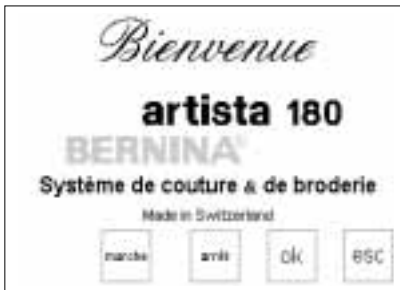 Bienvenue
artista 180
BERNINA®
Système de couture & de broderie
Made in Switzerland
marche arrêt ok esc